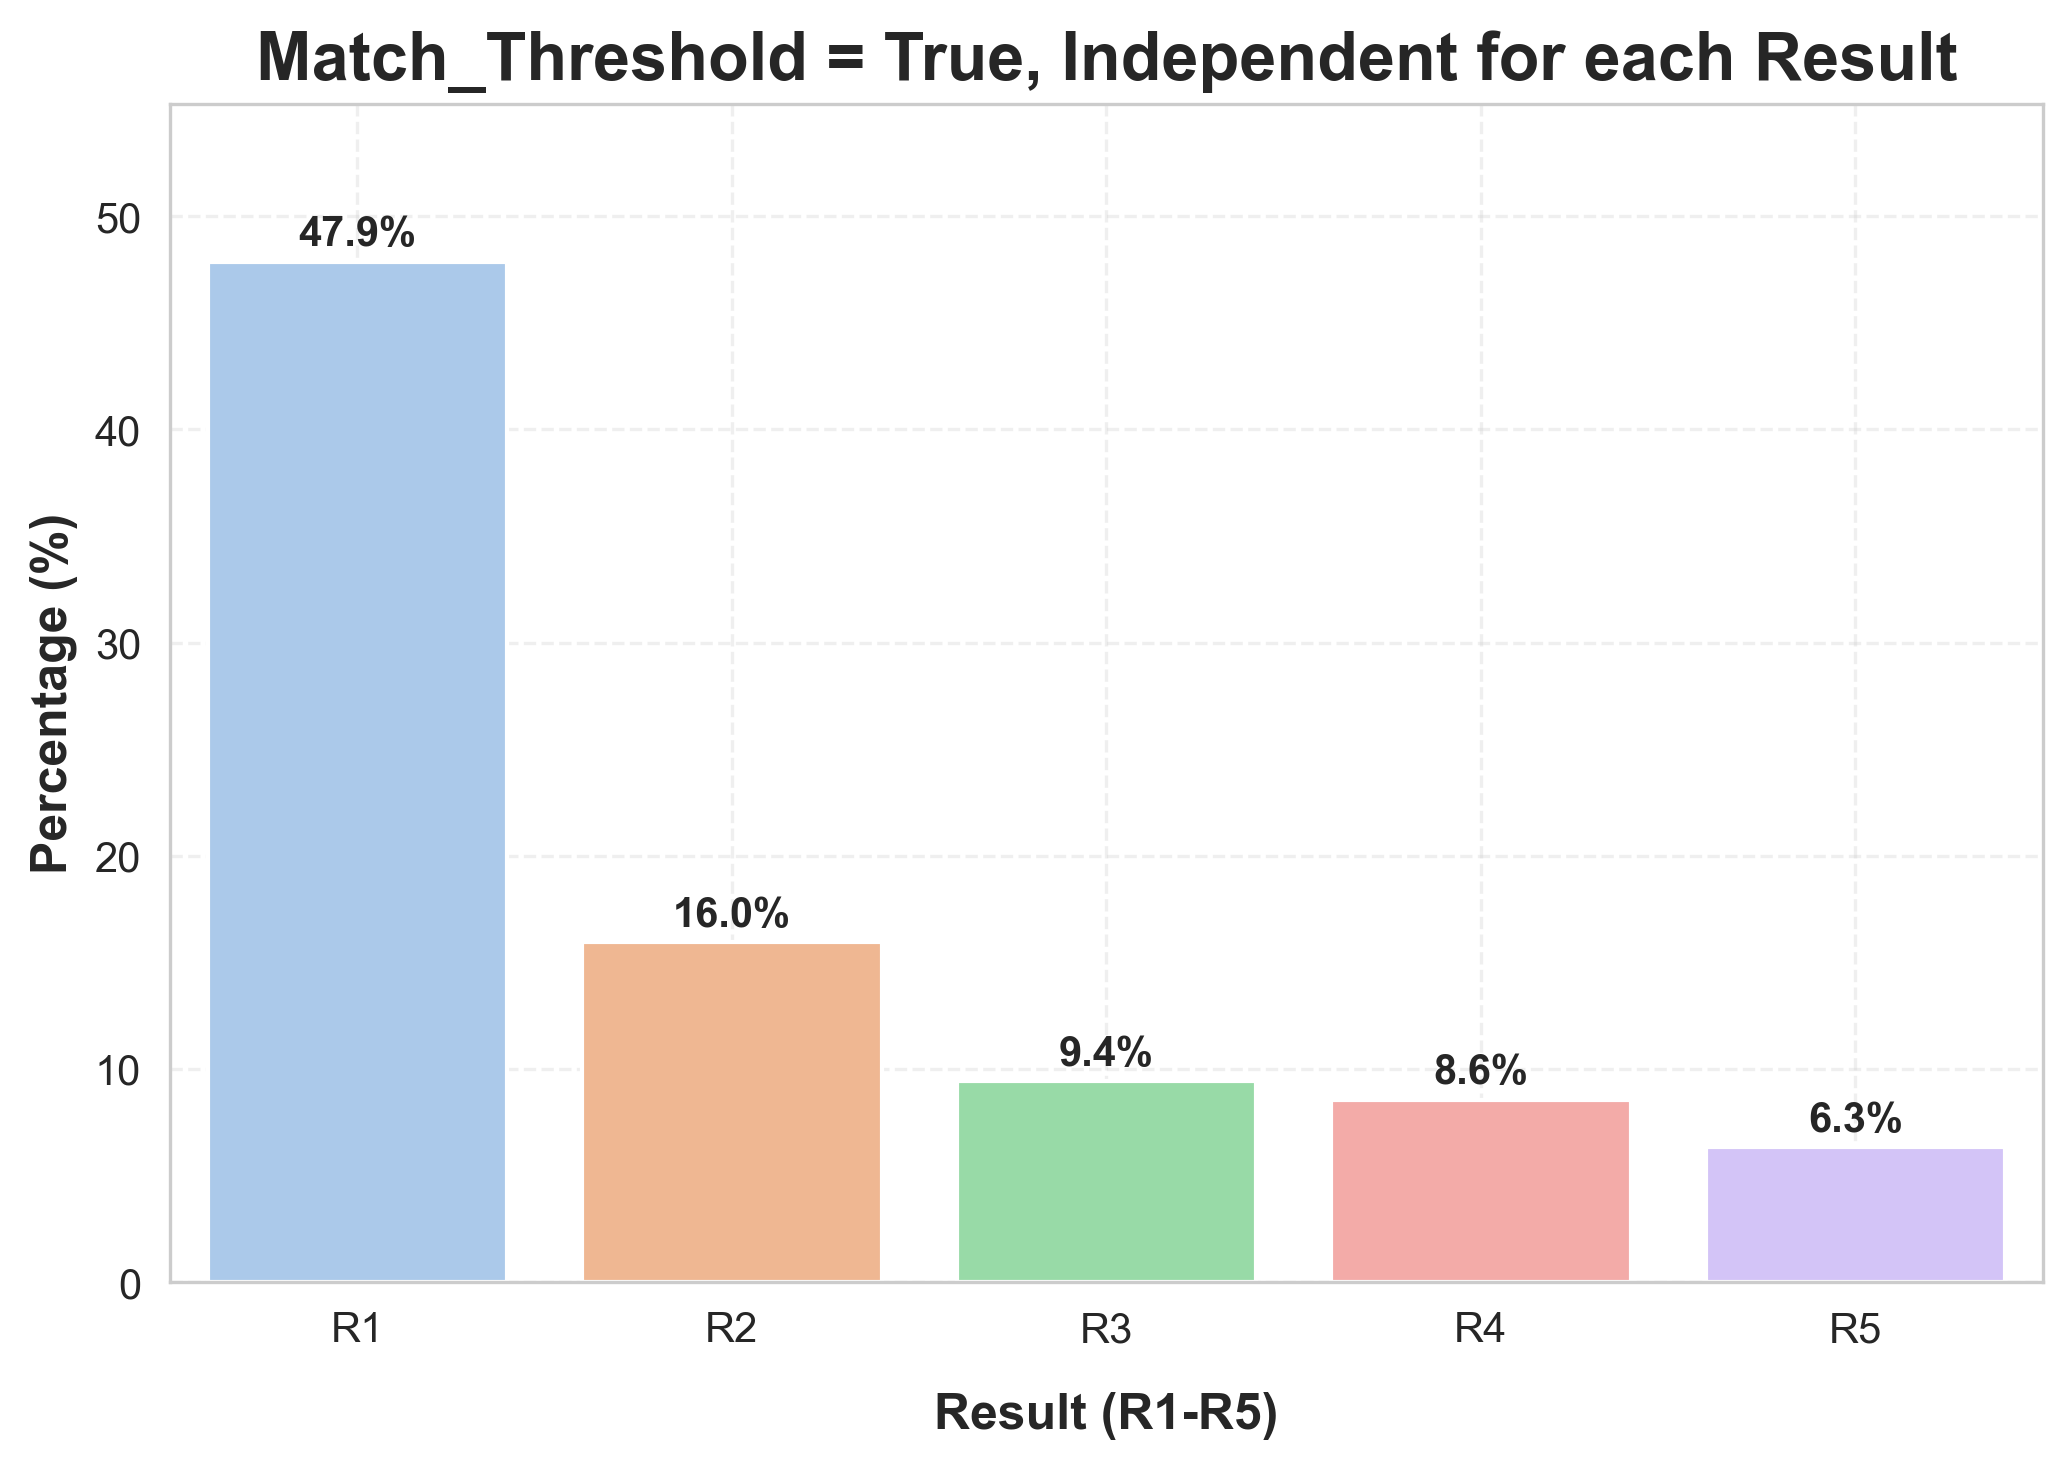 Match_Threshold = True, Independent for each Result
Percentage (%)
50
40
30
20
10
0
47.9%
16.0%
9.4%
8.6%
6.3%
R1
R2
R3
R4
R5
Result (R1-R5)